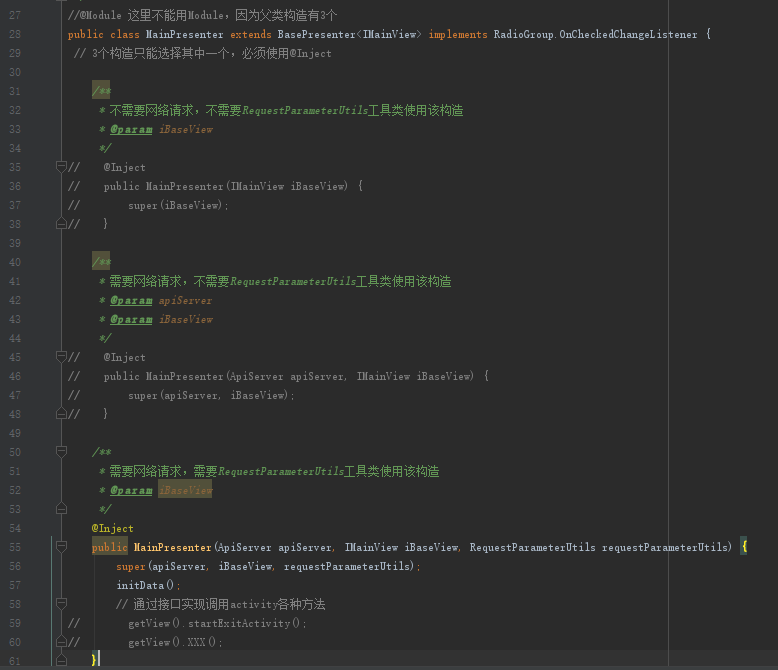 27 //@Module 这里不能用Module，因为父类构造有3个
28 public class MainPresenter extends BasePresenter<IMainView> implements RadioGroup.OnCheckedChangeListener {
29 // 3个构造只能选择其中一个，必须使用@Inject
30
31 /**
32 * 不需要网络请求，不需要RequestParameterUtils工具类使用该构造
33 * @param iBaseView
34 */
35 // @Inject
36 // public MainPresenter(IMainView iBaseView) {
37 // super(iBaseView);
38 // }
39
40 /**
41 * 需要网络请求，不需要RequestParameterUtils工具类使用该构造
42 * @param apiServer
43 * @param iBaseView
44 */
45 // @Inject
46 // public MainPresenter(ApiServer apiServer, IMainView iBaseView) {
47 // super(apiServer, iBaseView);
48 // }
49
50 /**
51 * 需要网络请求，需要RequestParameterUtils工具类使用该构造
52 * @param iBaseView
53 */
54 @Inject
55 public MainPresenter(ApiServer apiServer, IMainView iBaseView, RequestParameterUtils requestParameterUtils) {
56 super(apiServer, iBaseView, requestParameterUtils);
57 initData();
58 // 通过接口实现调用activity各种方法
59 // getView().startExitActivity();
60 // getView().XXX();
61 }